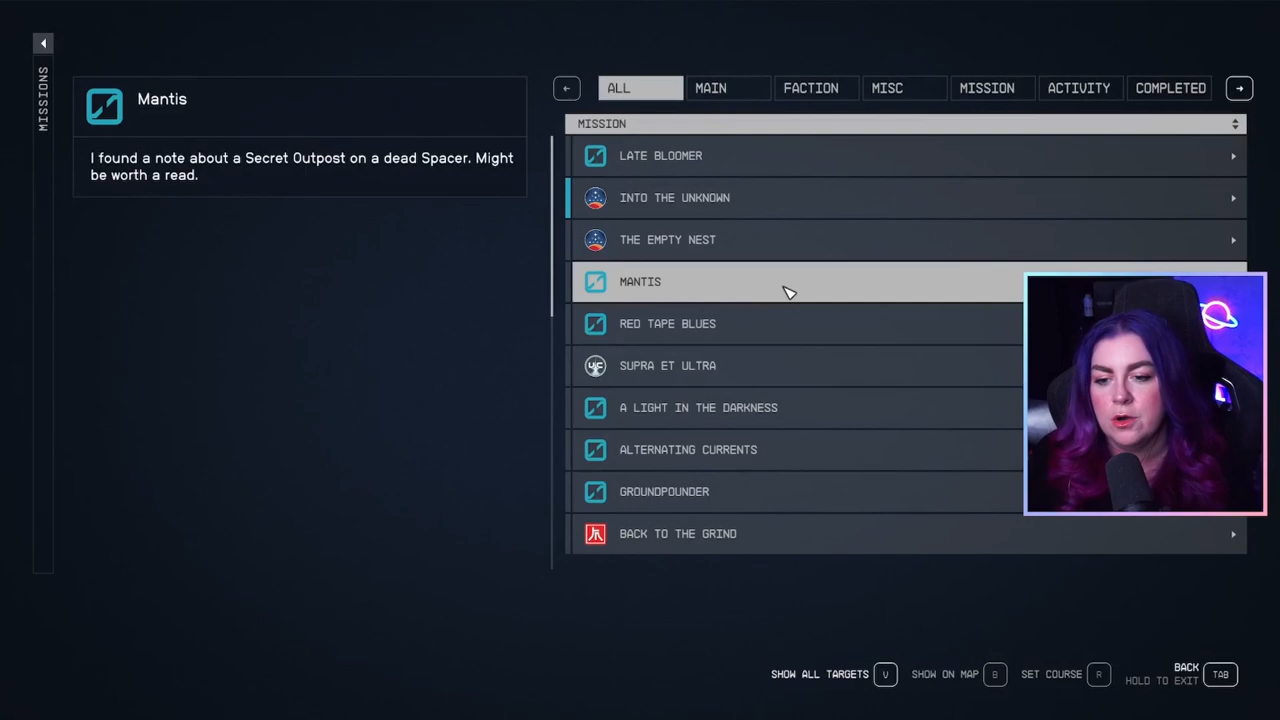 MISSIONS
Mantis
I found a note about a Secret Outpost on a dead Spacer. Might
be worth a read.
ALL
MAIN
FACTION
MISC
MISSION
ACTIVITY
COMPLETED
MISSION
LATE BLOOMER
INTO THE UNKNOWN
THE EMPTY NEST
MANTIS
RED TAPE BLUES
SUPRA ET ULTRA
A LIGHT IN THE DARKNESS
ALTERNATING CURRENTS
GROUNDPOUNDER
BACK TO THE GRIND
SHOW ALL TARGETS V
SHOW ON MAP B
SET COURSE R
BACK
HOLD TO EXIT
TAB